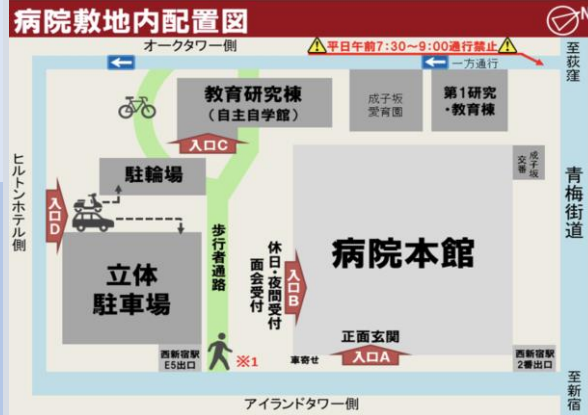 病院敷地内配置図
N
オークタワー側
平日午前7:30～9:00通行禁止
一方通行
至荻窪
教育研究棟
(自主自学館)
成子坂
愛育園
第1研究
・教育棟
入口C
成子坂
交番
青梅街道
ヒルトンホテル側
駐輪場
入口D
歩行者通路
病院本館
休日・夜間受付
面会受付
入口B
立体
駐車場
正面玄関
西新宿駅
E5出口
※1
車寄せ
入口A
西新宿駅
2番出口
至新宿
アイランドタワー側